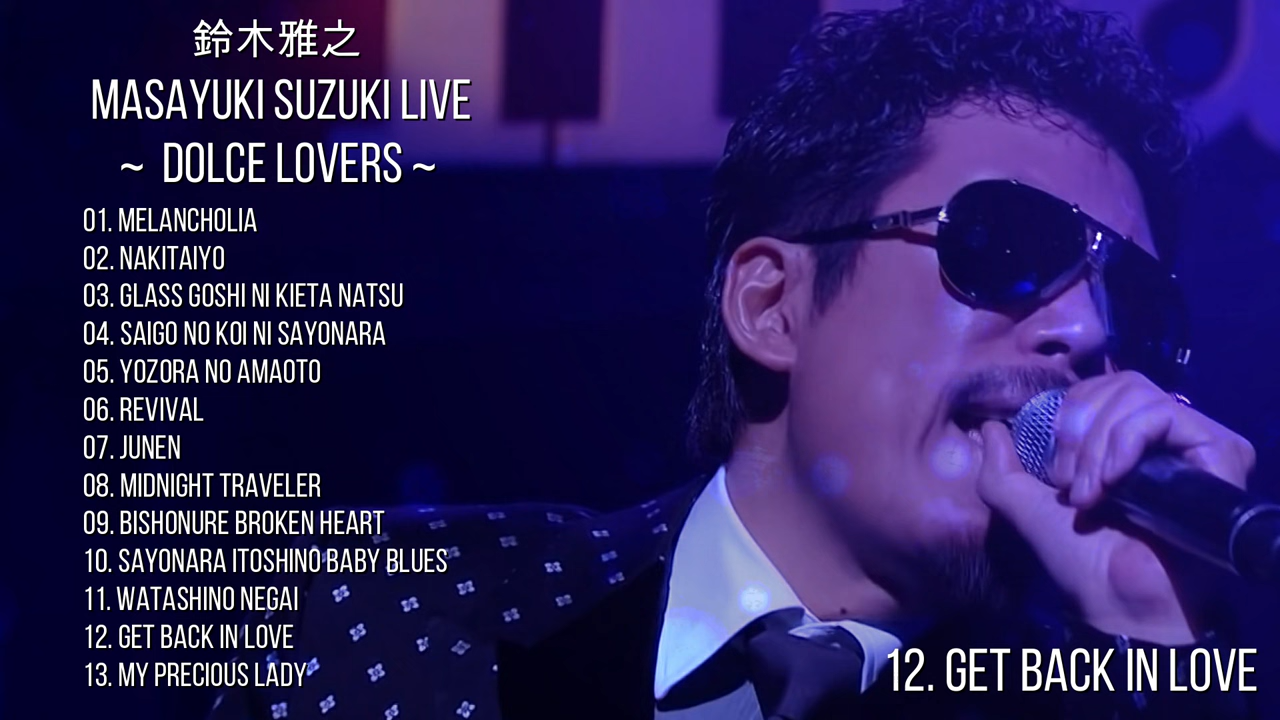 鈴木雅之
MASAYUKI SUZUKI LIVE
~ DOLCE LOVERS ~
01. MELANCHOLIA
02. NAKITAIYO
03. GLASS GOSHI NI KIETA NATSU
04. SAIGO NO KOI NI SAYONARA
05. YOZORA NO AMAOTO
06. REVIVAL
07. JUNEN
08. MIDNIGHT TRAVELER
09. BISHONURE BROKEN HEART
10. SAYONARA ITOSHINO BABY BLUES
11. WATASHINO NEGAI
12. GET BACK IN LOVE
13. MY PRECIOUS LADY
12. GET BACK IN LOVE